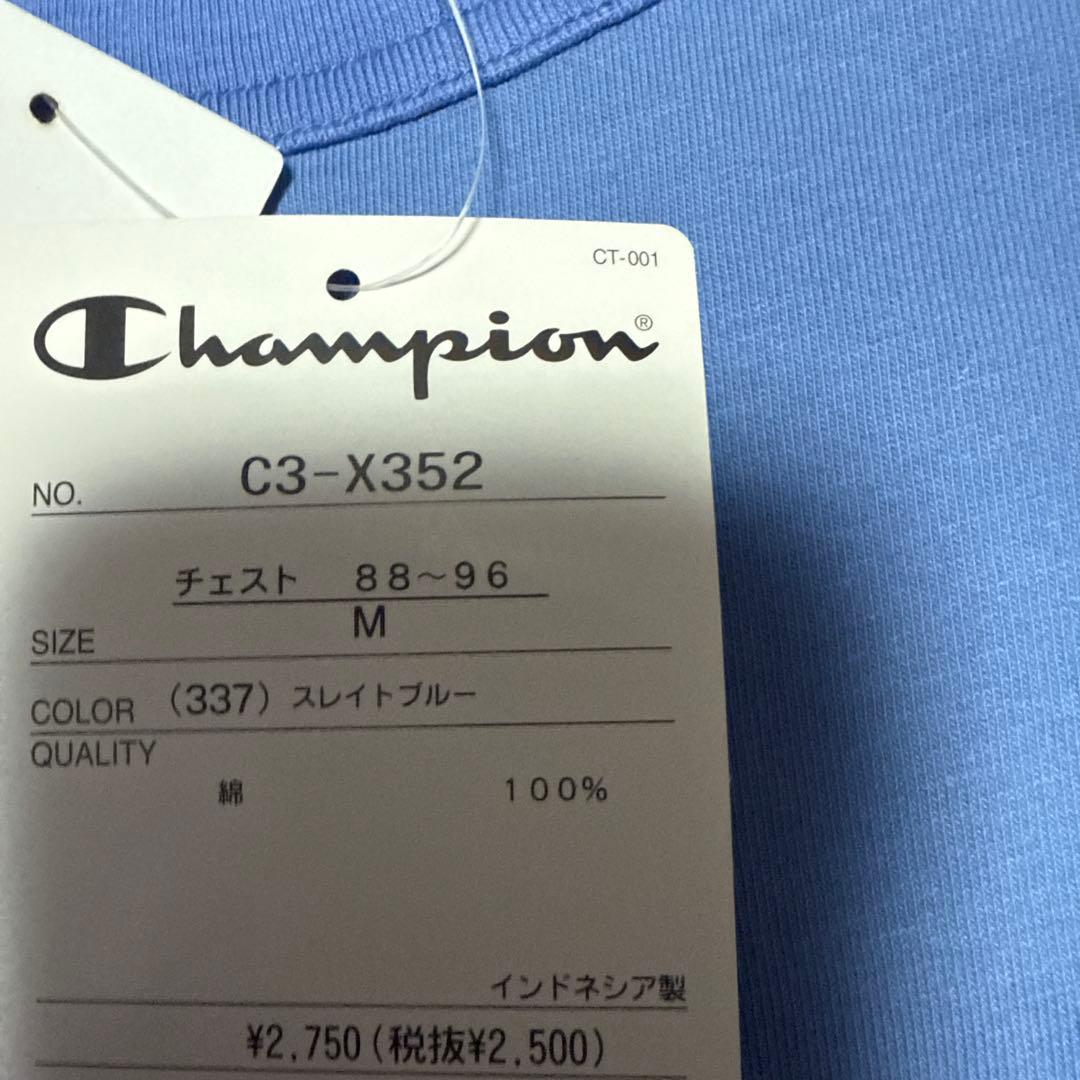 CT-001
Champion®
NO. C3-X352
チェスト 88~96
SIZE M
COLOR (337) スレイトブルー
QUALITY
綿 100%
インドネシア製
¥2,750(税抜¥2,500)